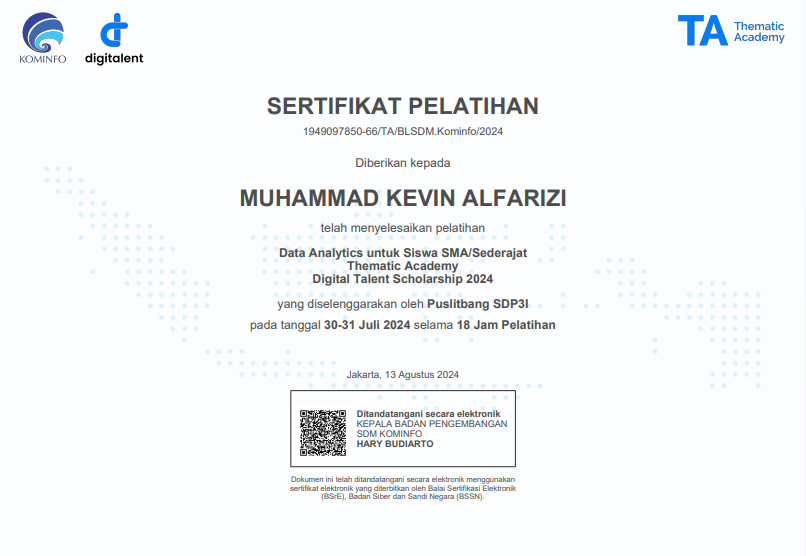 KOMINFO
digitalent
TA Thematic
Academy
SERTIFIKAT PELATIHAN
1949097850-66/TA/BLSDM.Kominfo/2024
Diberikan kepada
MUHAMMAD KEVIN ALFARIZI
telah menyelesaikan pelatihan
Data Analytics untuk Siswa SMA/Sederajat
Thematic Academy
Digital Talent Scholarship 2024
yang diselenggarakan oleh Puslitbang SDP3I
pada tanggal 30-31 Juli 2024 selama 18 Jam Pelatihan
Jakarta, 13 Agustus 2024
Ditandatangani secara elektronik
KEPALA BADAN PENGEMBANGAN
SDM KOMINFO
HARY BUDIARTO
Dokumen ini telah ditandatangani secara elektronik menggunakan
sertifikat elektronik yang diterbitkan oleh Balai Sertifikasi Elektronik
(BSrE), Badan Siber dan Sandi Negara (BSSN).